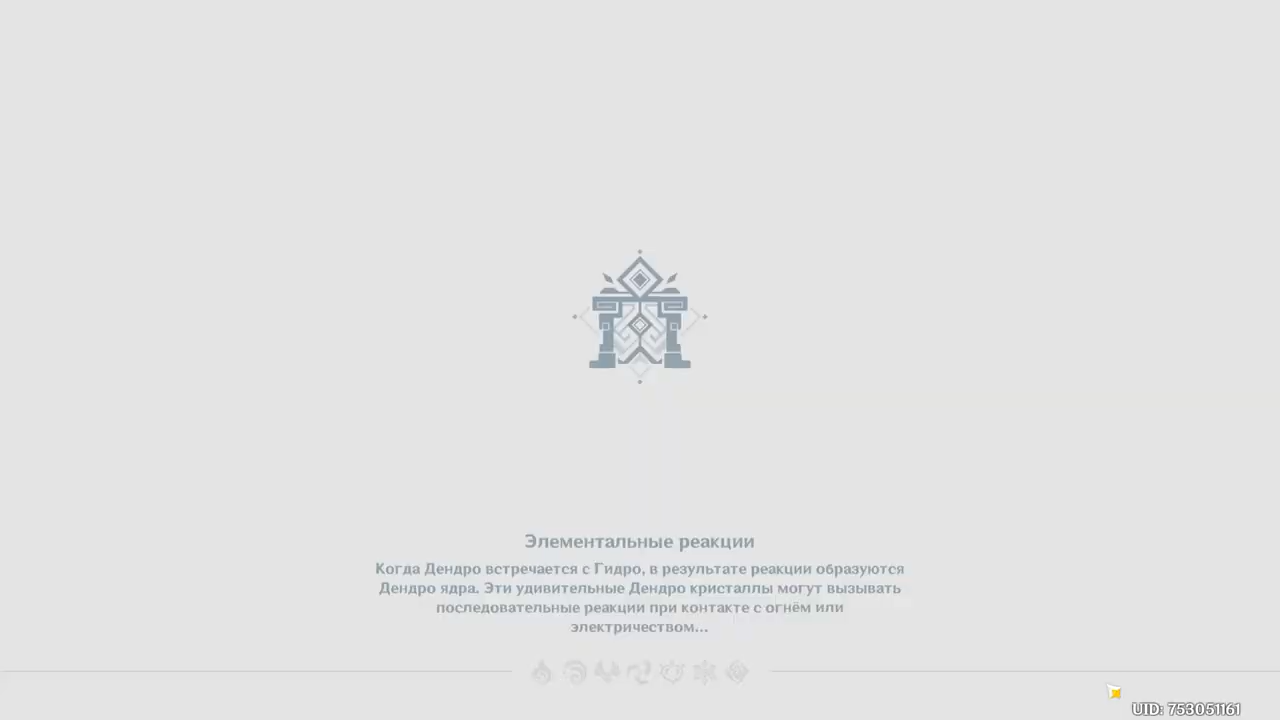 Элементальные реакции
Когда Дендро встречается с Гидро, в результате реакции образуются
Дендро ядра. Эти удивительные Дендро кристаллы могут вызывать
последовательные реакции при контакте с огнём или
электричеством...
UID: 753051161